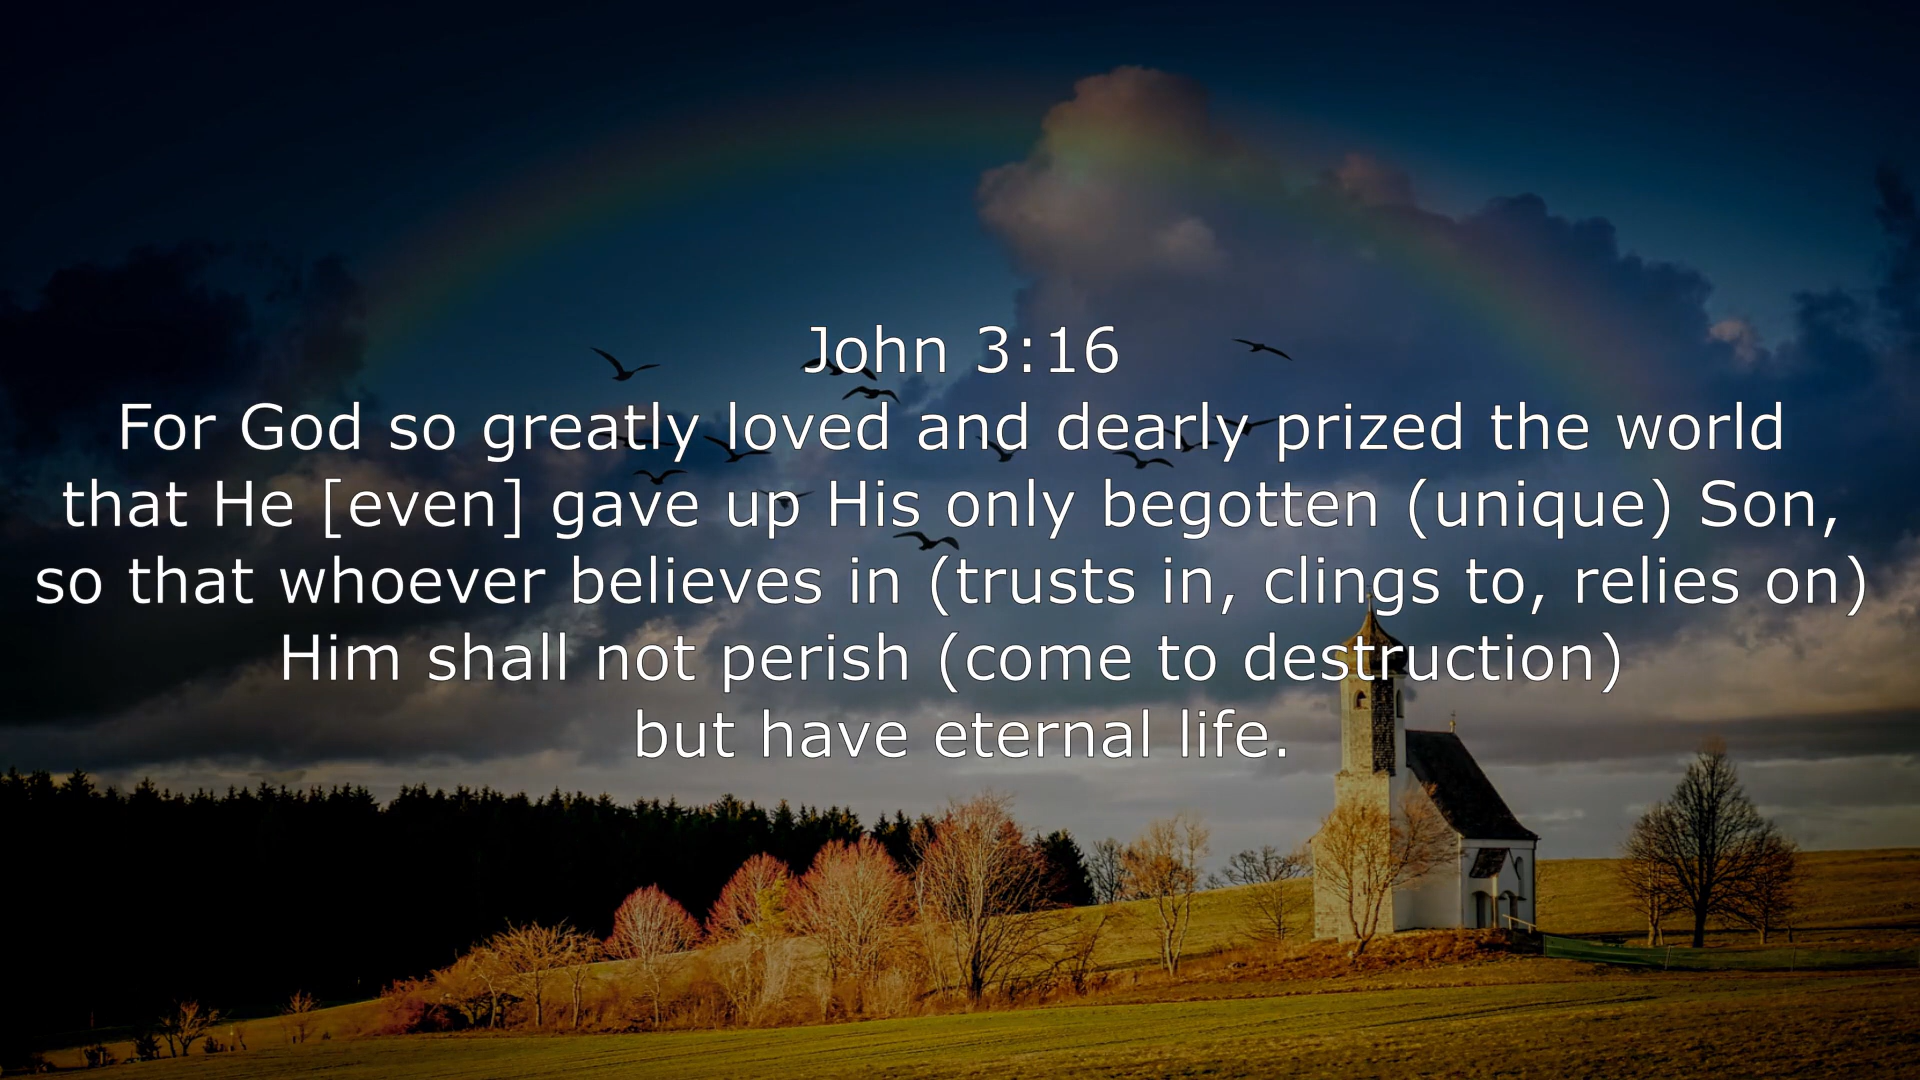 John 3:16
For God so greatly loved and dearly prized the world
that He [even] gave up His only begotten (unique) Son,
so that whoever believes in (trusts in, clings to, relies on)
Him shall not perish (come to destruction)
but have eternal life.